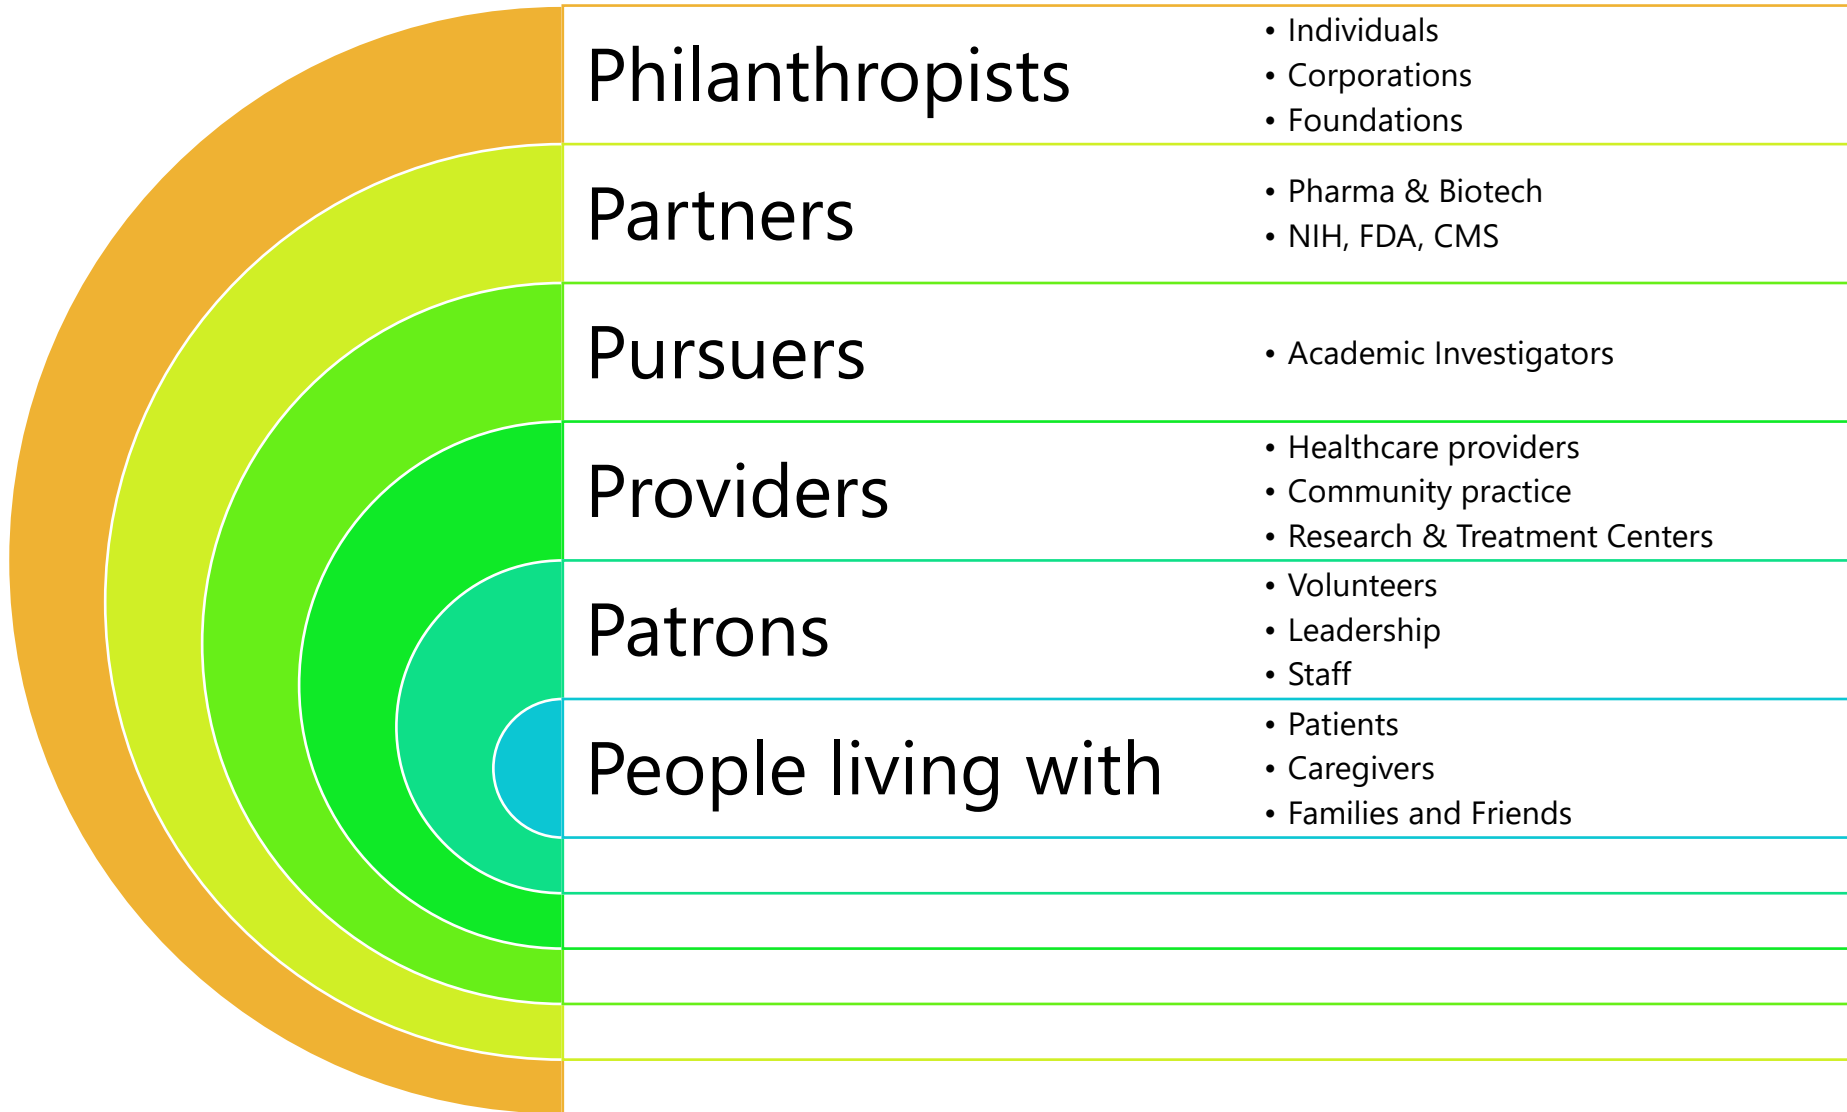 Philanthropists
• Individuals
• Corporations
• Foundations
Partners
• Pharma & Biotech
• NIH, FDA, CMS
Pursuers
• Academic Investigators
Providers
• Healthcare providers
• Community practice
• Research & Treatment Centers
Patrons
• Volunteers
• Leadership
• Staff
People living with
• Patients
• Caregivers
• Families and Friends